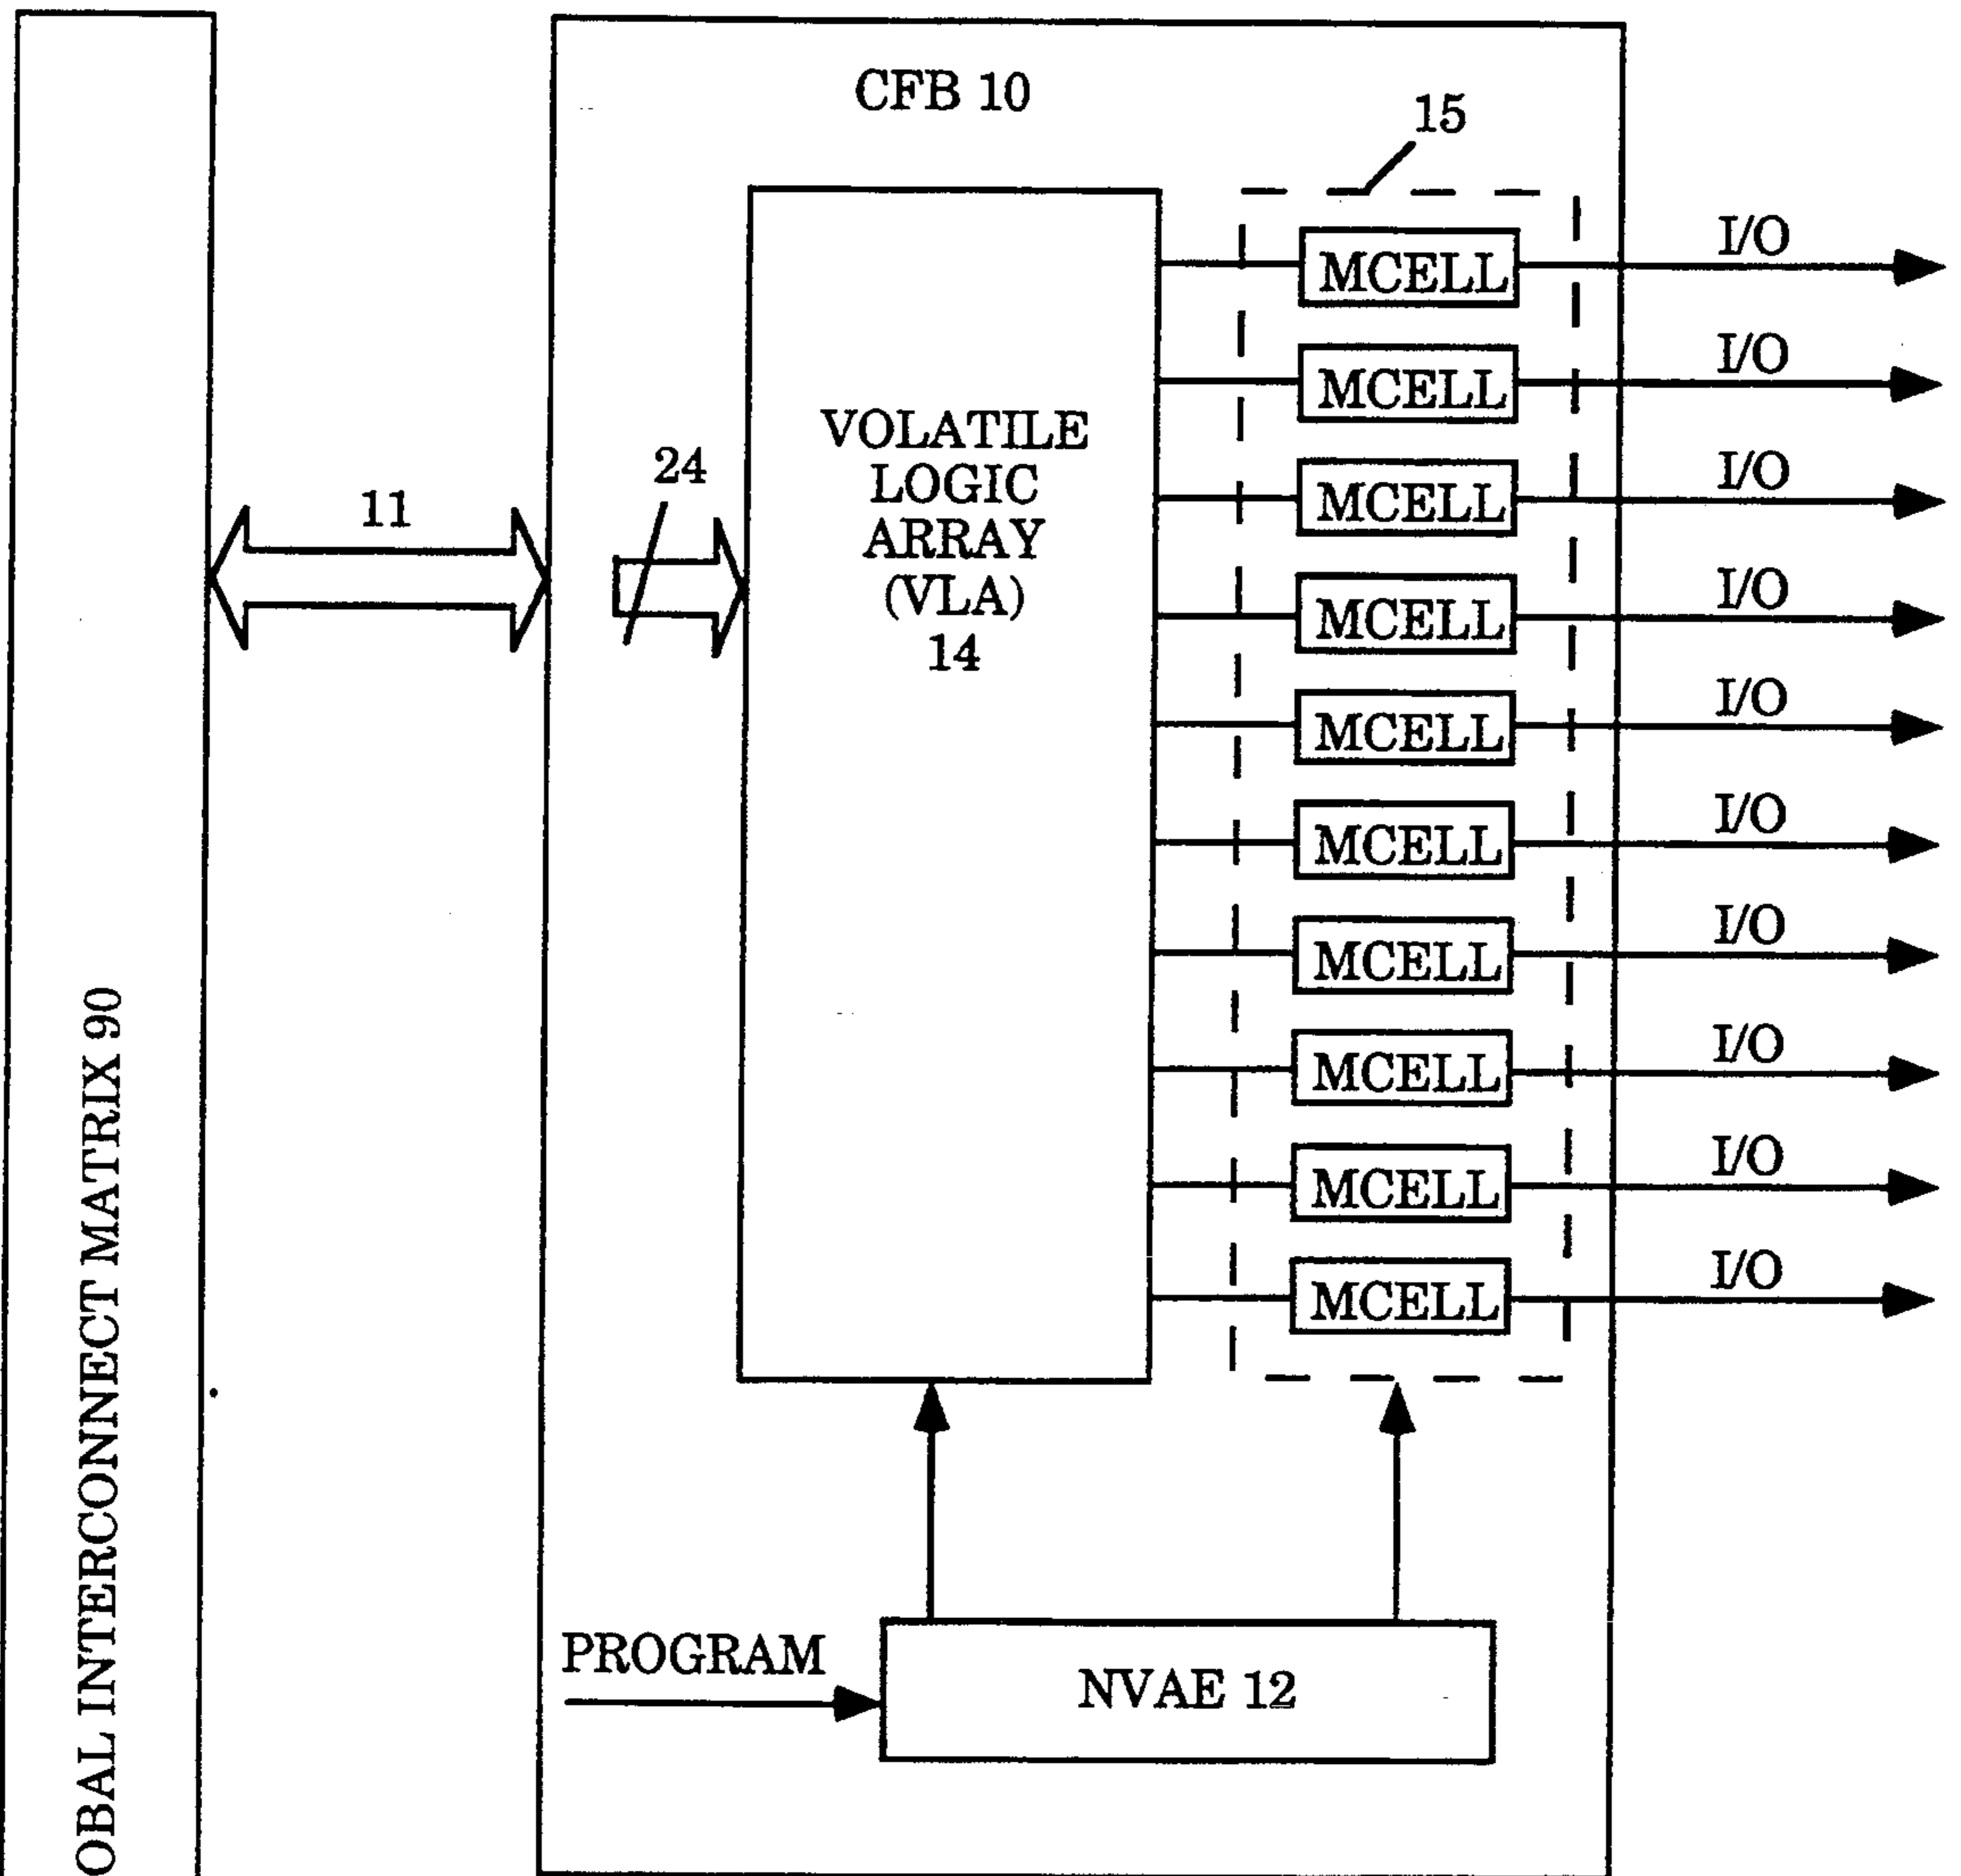 CFB 10
15
I/O
MCELL
I/O
MCELL
I/O
MCELL
I/O
MCELL
I/O
MCELL
I/O
MCELL
I/O
MCELL
I/O
MCELL
I/O
MCELL
I/O
MCELL
VOLATILE
LOGIC
ARRAY
(VLA)
14
24
11
OBAL INTERCONNECT MATRIX 90
PROGRAM
NVAE 12